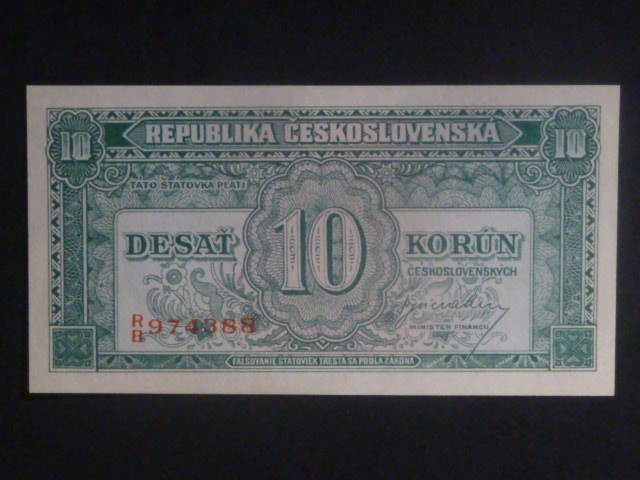 10 REPUBLIKA ČESKOSLOVENSKÁ 10
TÁTO ŠTÁTOVKA PLATÍ
DESAŤ 10 KORÚN
ČESKOSLOVENSKÝCH
R/B 974388
MINISTER FINANCÚ
FALŠOVANIE ŠTÁTOVIEK TRESTÁ SA PODĽA ZÁKONA